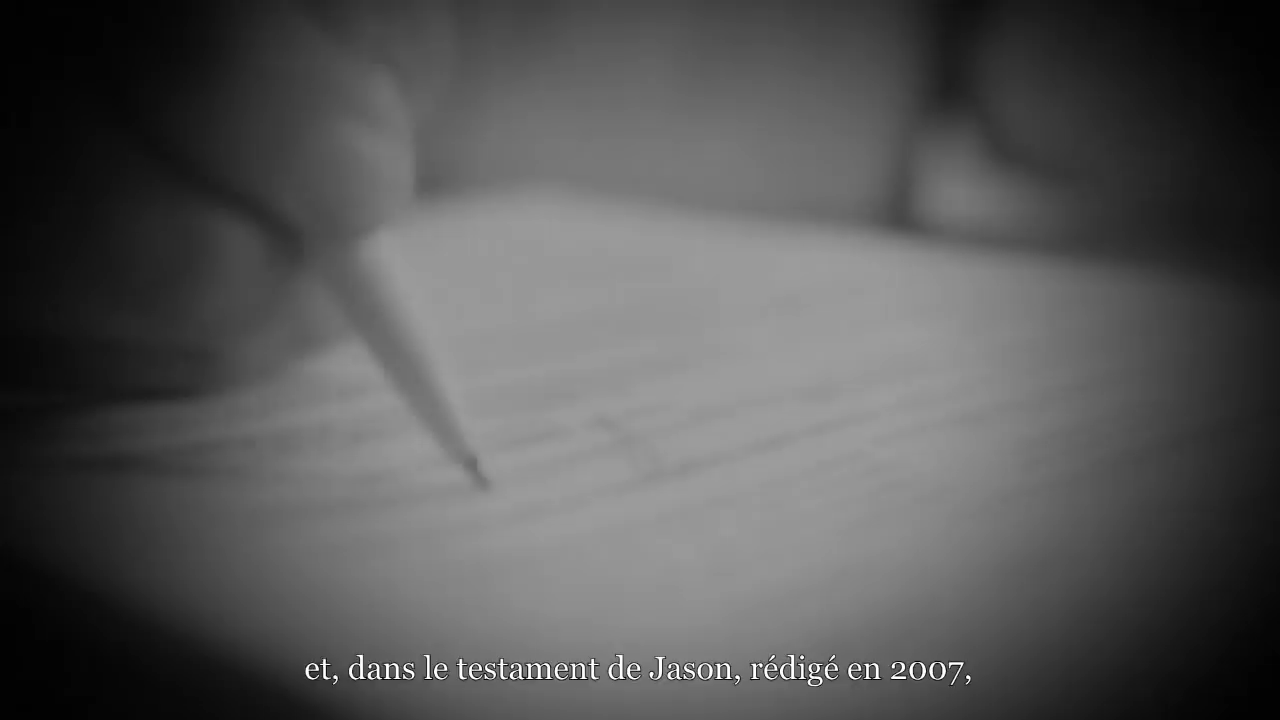 et, dans le testament de Jason, rédigé en 2007,